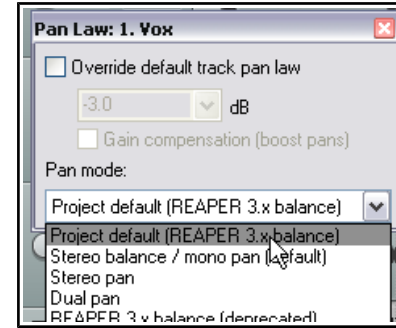 Pan Law: 1. Vox
Override default track pan law
-3.0 dB
Gain compensation (boost pans)
Pan mode:
Project default (REAPER 3.x balance)
Project default (REAPER 3.x balance)
Stereo balance / mono pan (default)
Stereo pan
Dual pan
REAPER 3.x balance (deprecated)